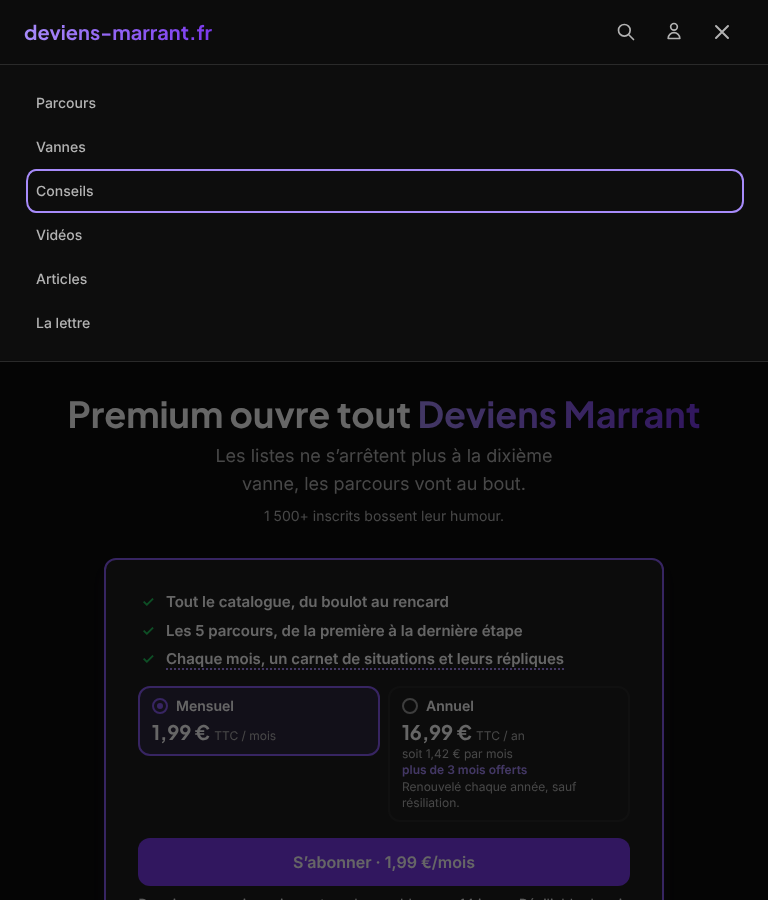 deviens-marrant.fr
Parcours
Vannes
Conseils
Vidéos
Articles
La lettre
Premium ouvre tout Deviens Marrant
Les listes ne s’arrêtent plus à la dixième
vanne, les parcours vont au bout.
1 500+ inscrits bossent leur humour.
Tout le catalogue, du boulot au rencard
Les 5 parcours, de la première à la dernière étape
Chaque mois, un carnet de situations et leurs répliques
Mensuel
1,99 € TTC / mois
Annuel
16,99 € TTC / an
soit 1,42 € par mois
plus de 3 mois offerts
Renouvelé chaque année, sauf
résiliation.
S’abonner · 1,99 €/mois